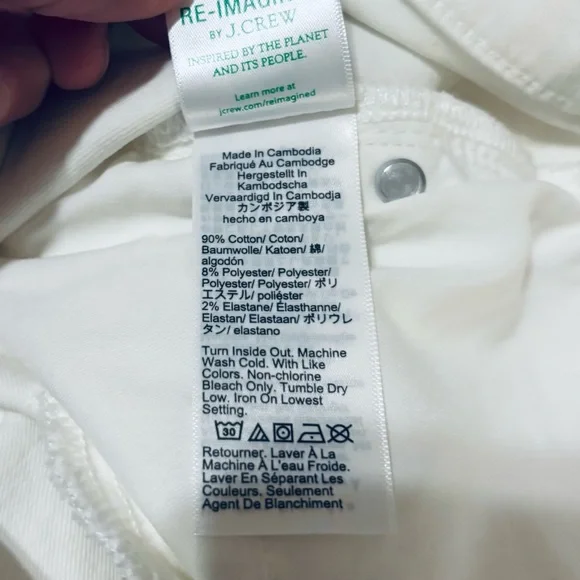 RE-IMAGINED
BY J.CREW
INSPIRED BY THE PLANET
AND ITS PEOPLE.
Learn more at
jcrew.com/reimagined
Made In Cambodia
Fabriqué Au Cambodge
Hergestellt In
Kambodscha
Vervaardigd In Cambodja
カンボジア製
hecho en camboya
90% Cotton/ Coton/
Baumwolle/ Katoen/ 綿/
algodón
8% Polyester/ Polyester/
Polyester/ Polyester/ ポリ
エステル/ poliéster
2% Elastane/ Élasthanne/
Elastan/ Elastaan/ ポリウレ
タン/ elastano
Turn Inside Out. Machine
Wash Cold. With Like
Colors. Non-chlorine
Bleach Only. Tumble Dry
Low. Iron On Lowest
Setting.
30
Retourner. Laver À La
Machine À L'eau Froide.
Laver En Séparant Les
Couleurs. Seulement
Agent De Blanchiment